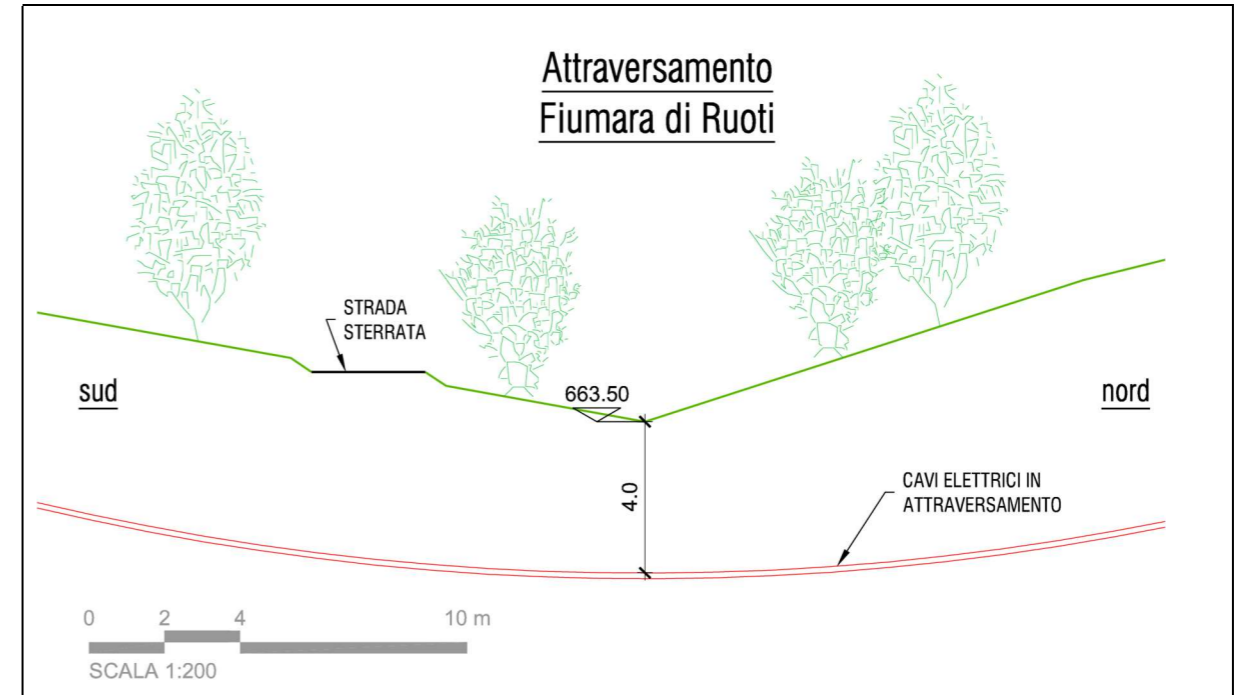 Attraversamento
Fiumara di Ruoti
STRADA
STERRATA
663.50
sud
nord
4.0
CAVI ELETTRICI IN
ATTRAVERSAMENTO
0 2 4 10 m
SCALA 1:200